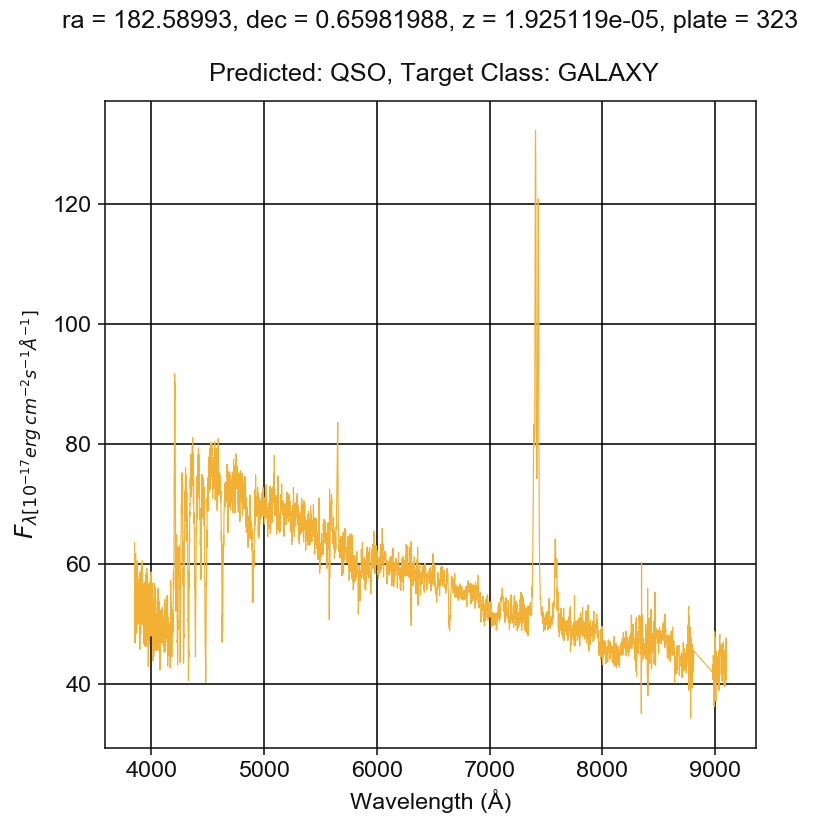 ra = 182.58993, dec = 0.65981988, z = 1.925119e-05, plate = 323
Predicted: QSO, Target Class: GALAXY
120
100
80
60
40
F_λ[10^−17 erg cm^−2 s^−1 Å^−1]
4000 5000 6000 7000 8000 9000
Wavelength (Å)